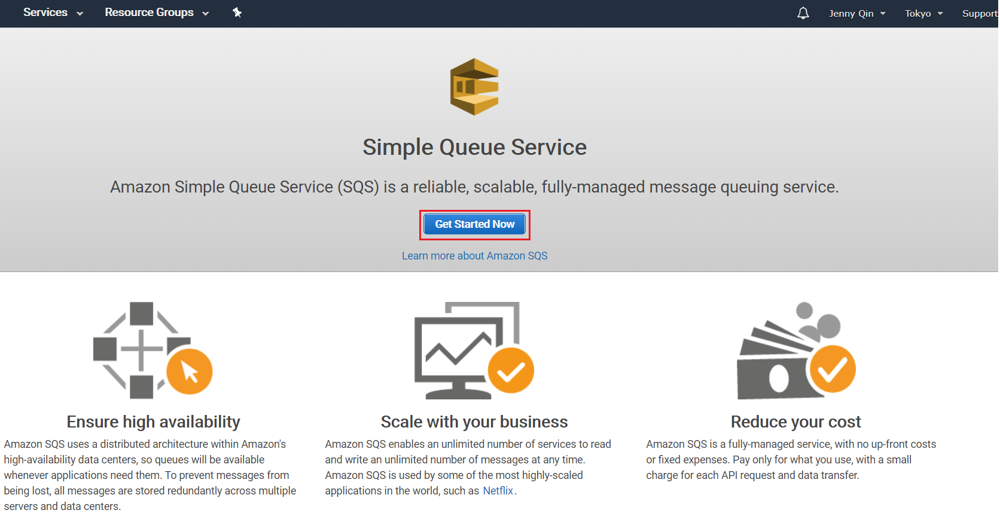 Services Resource Groups Jenny Qin Tokyo Support
Simple Queue Service
Amazon Simple Queue Service (SQS) is a reliable, scalable, fully-managed message queuing service.
Get Started Now
Learn more about Amazon SQS
Ensure high availability
Amazon SQS uses a distributed architecture within Amazon's
high-availability data centers, so queues will be available
whenever applications need them. To prevent messages from
being lost, all messages are stored redundantly across multiple
servers and data centers.
Scale with your business
Amazon SQS enables an unlimited number of services to read
and write an unlimited number of messages at any time.
Amazon SQS is used by some of the most highly-scaled
applications in the world, such as Netflix.
Reduce your cost
Amazon SQS is a fully-managed service, with no up-front costs
or fixed expenses. Pay only for what you use, with a small
charge for each API request and data transfer.